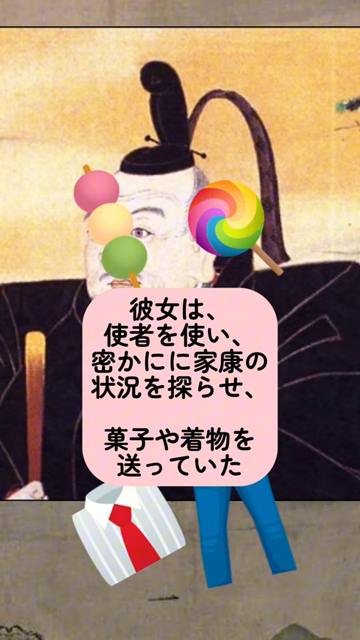 彼女は、
使者を使い、
密かにに家康の
状況を探らせ、
菓子や着物を
送っていた